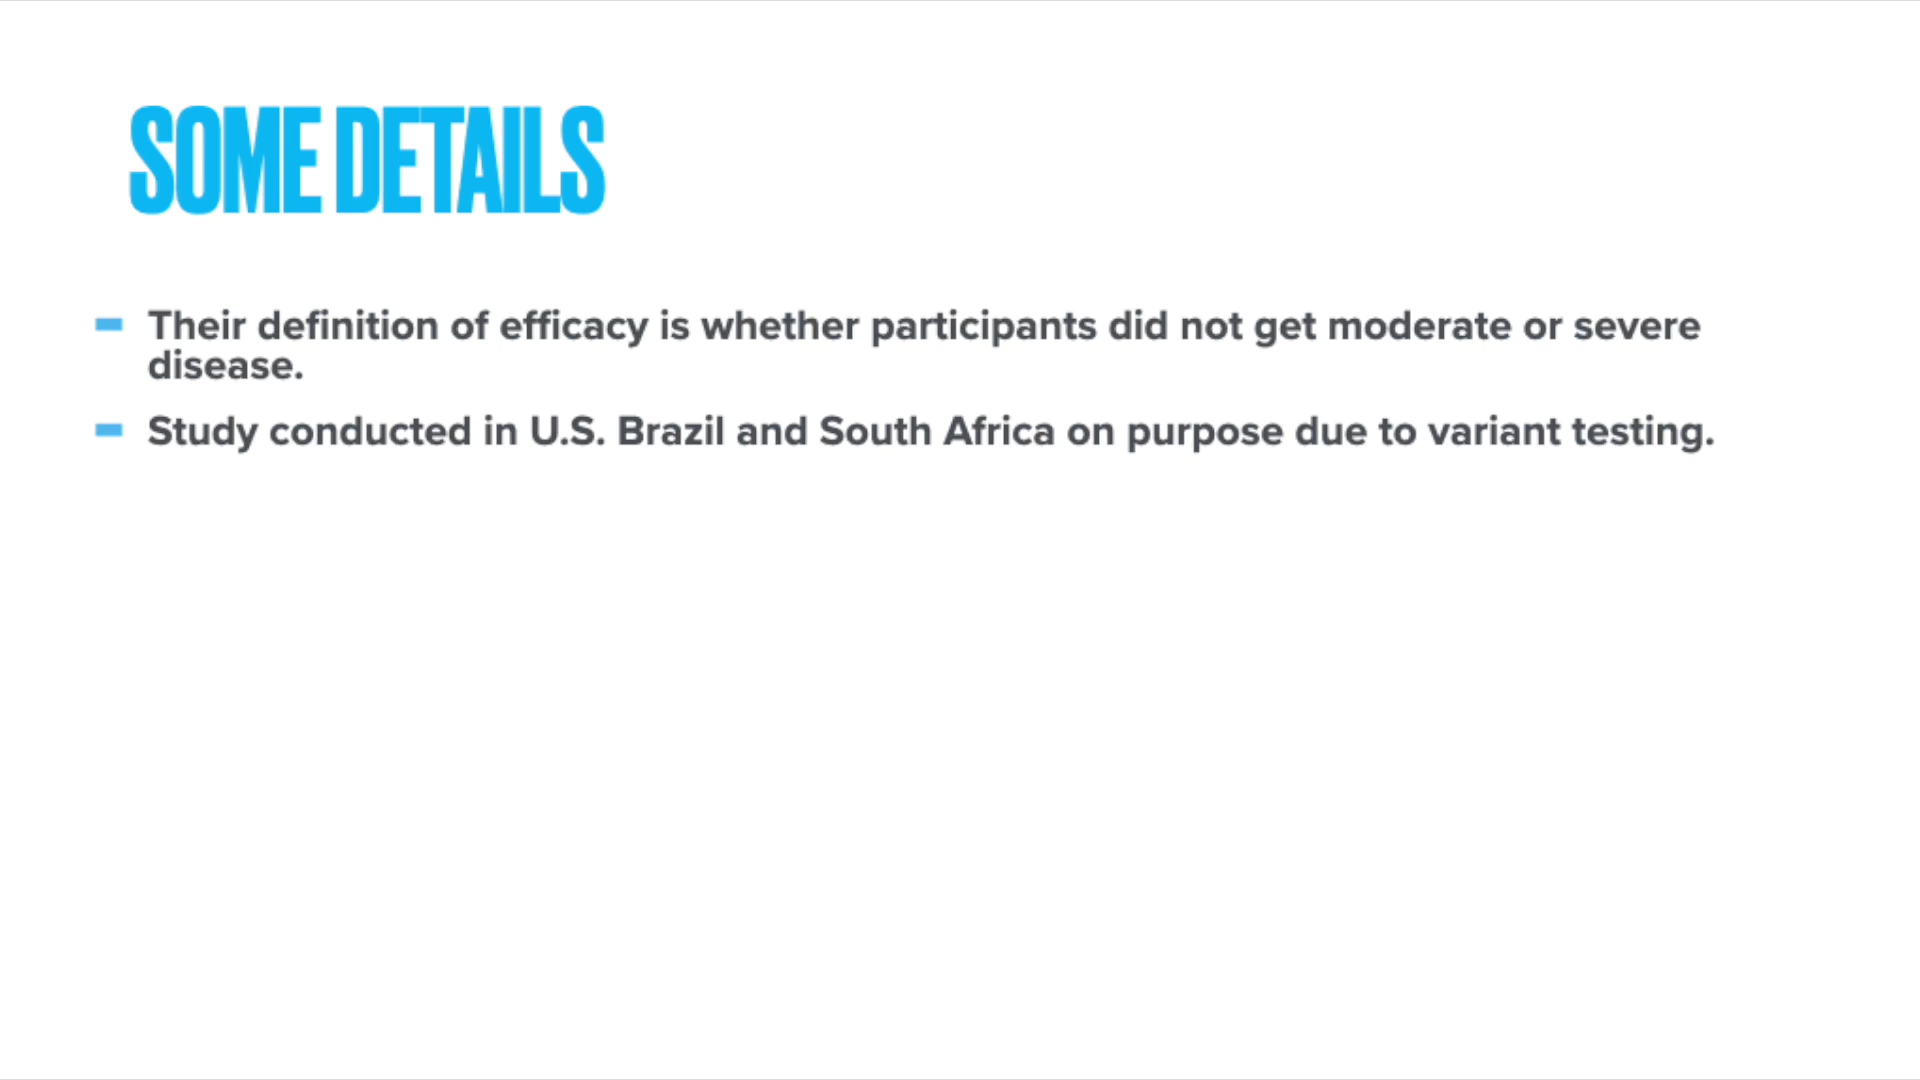 SOME DETAILS
Their definition of efficacy is whether participants did not get moderate or severe
disease.
Study conducted in U.S. Brazil and South Africa on purpose due to variant testing.